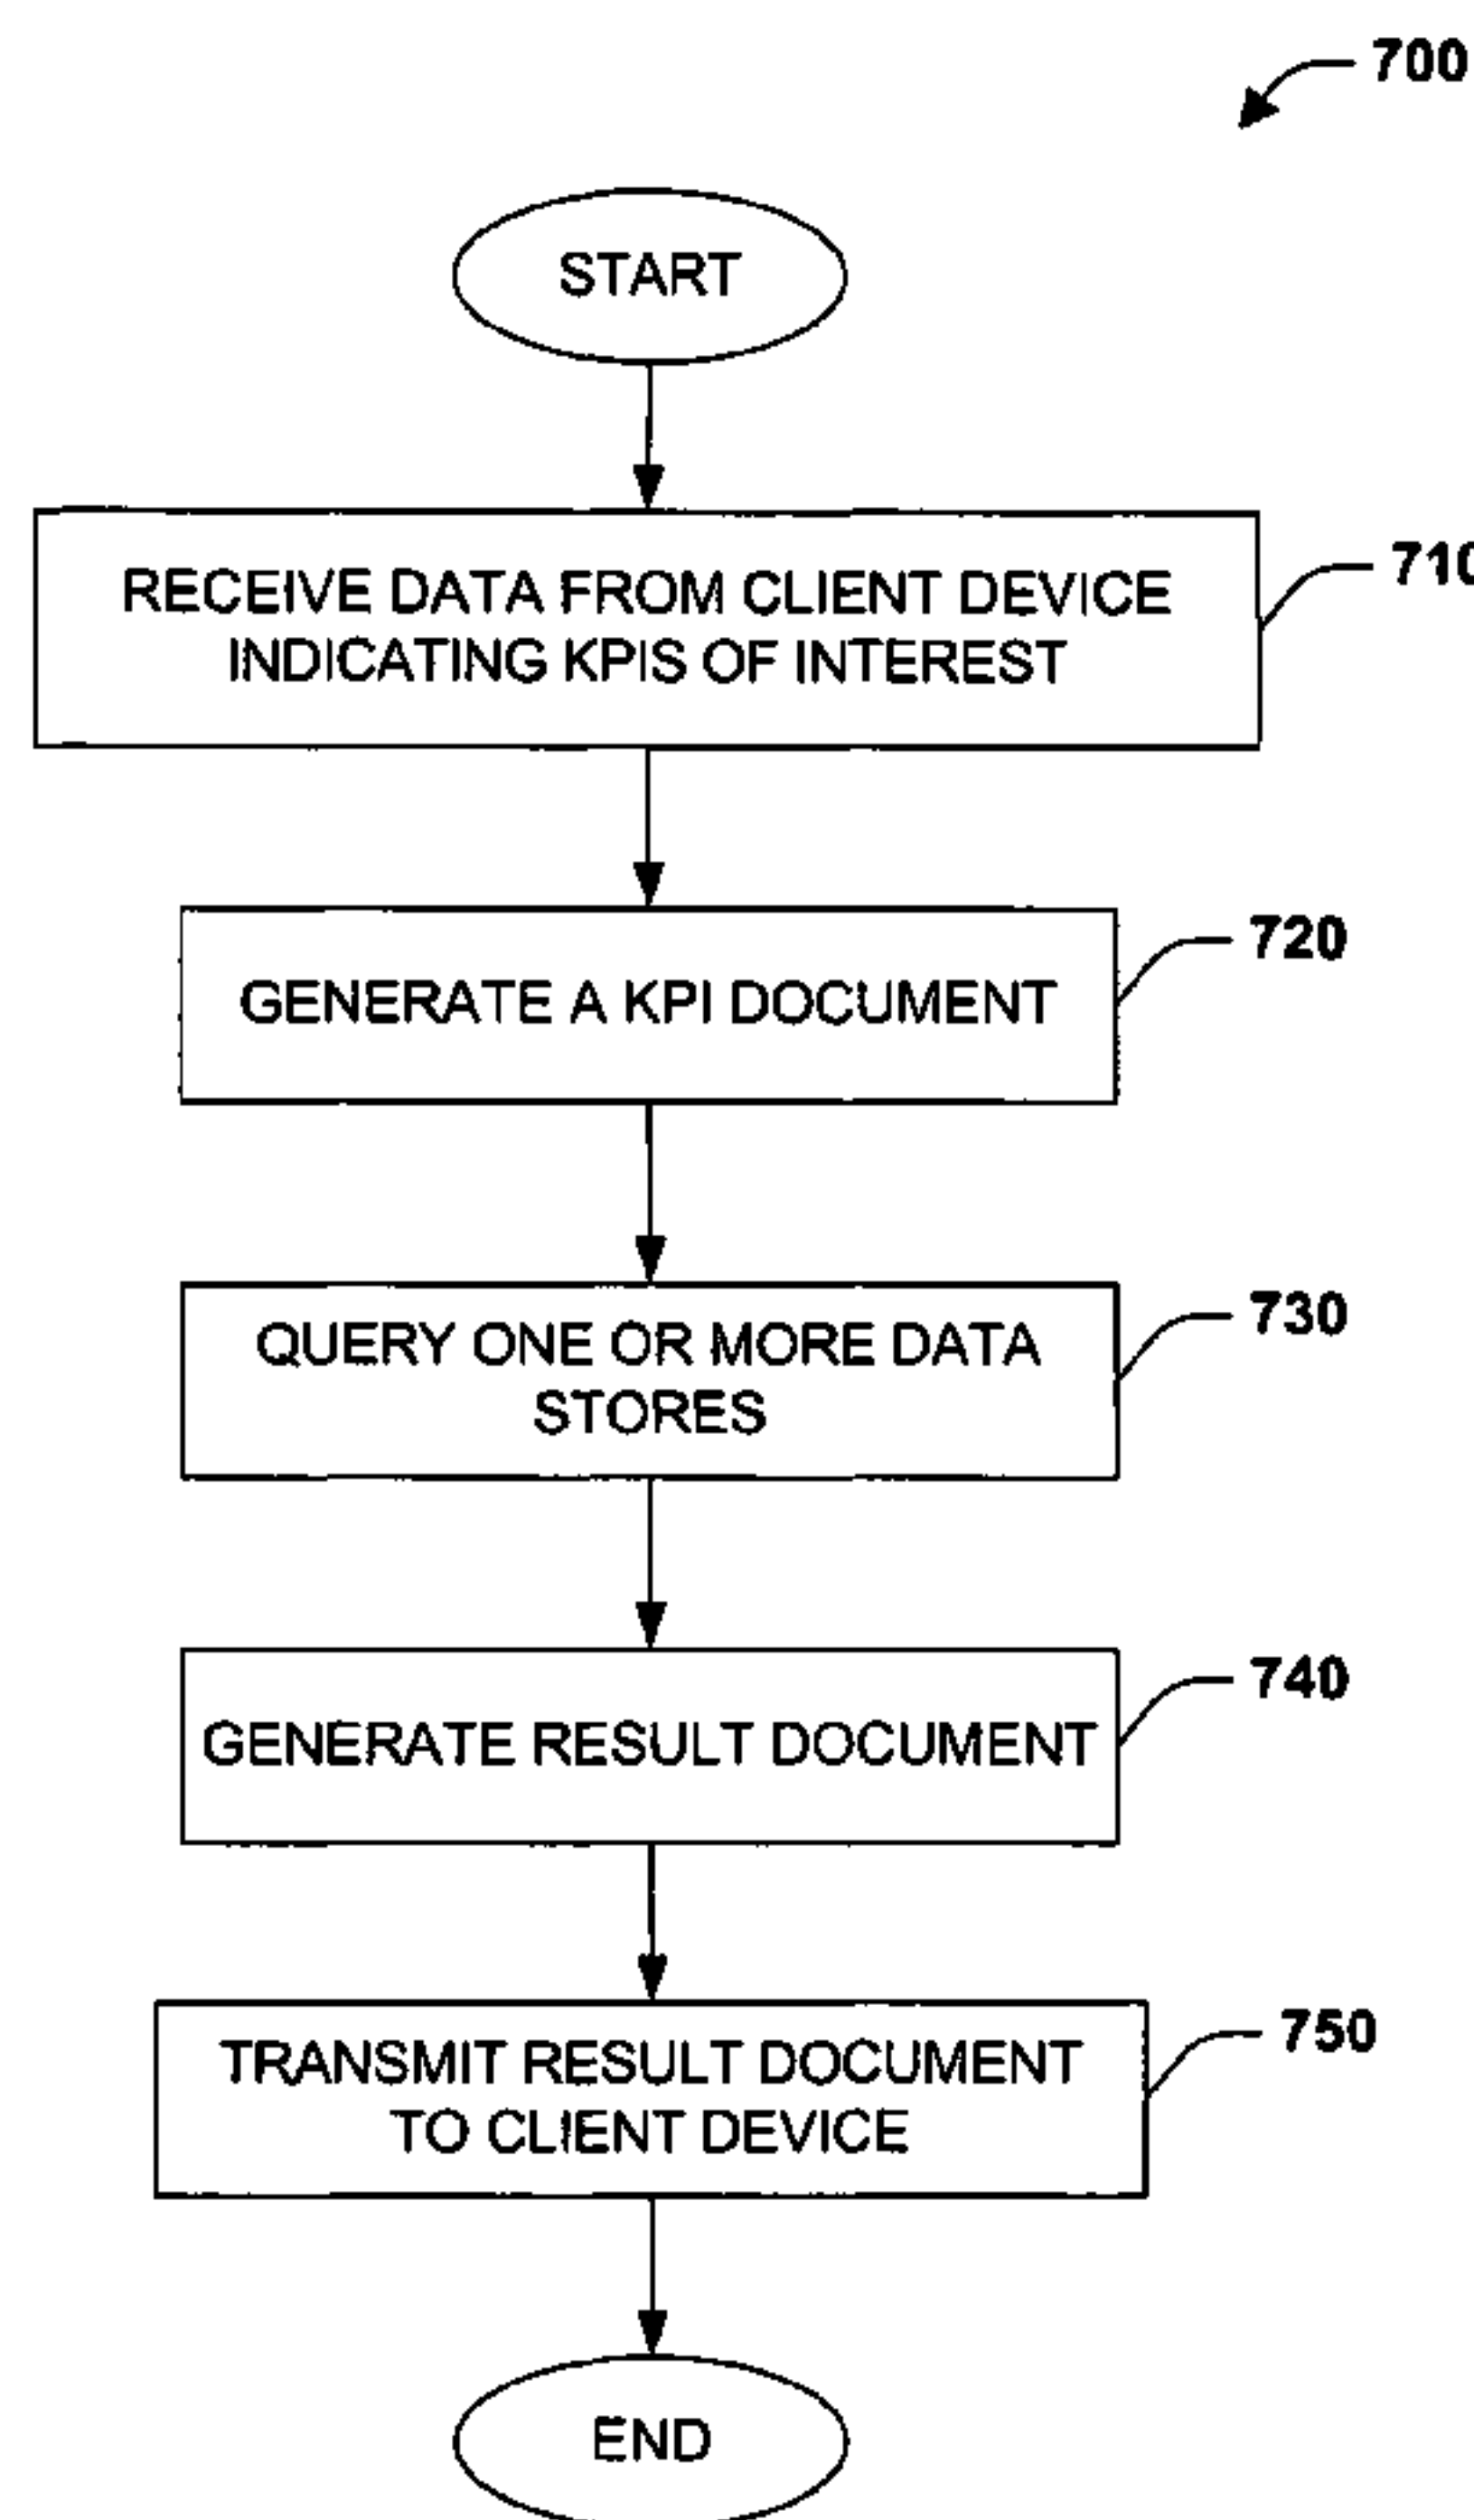 700
START
RECEIVE DATA FROM CLIENT DEVICE
INDICATING KPIS OF INTEREST
710
GENERATE A KPI DOCUMENT
720
QUERY ONE OR MORE DATA
STORES
730
GENERATE RESULT DOCUMENT
740
TRANSMIT RESULT DOCUMENT
TO CLIENT DEVICE
750
END